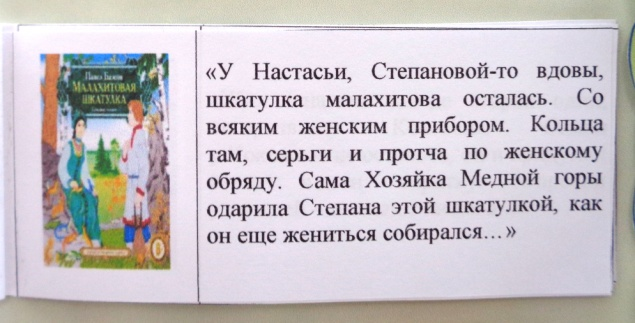 Павел Бажов
МАЛАХИТОВАЯ
ШКАТУЛКА
«У Настасьи, Степановой-то вдовы,
шкатулка малахитова осталась. Со
всяким женским прибором. Кольца
там, серьги и протча по женскому
обряду. Сама Хозяйка Медной горы
одарила Степана этой шкатулкой, как
он еще жениться собирался…»